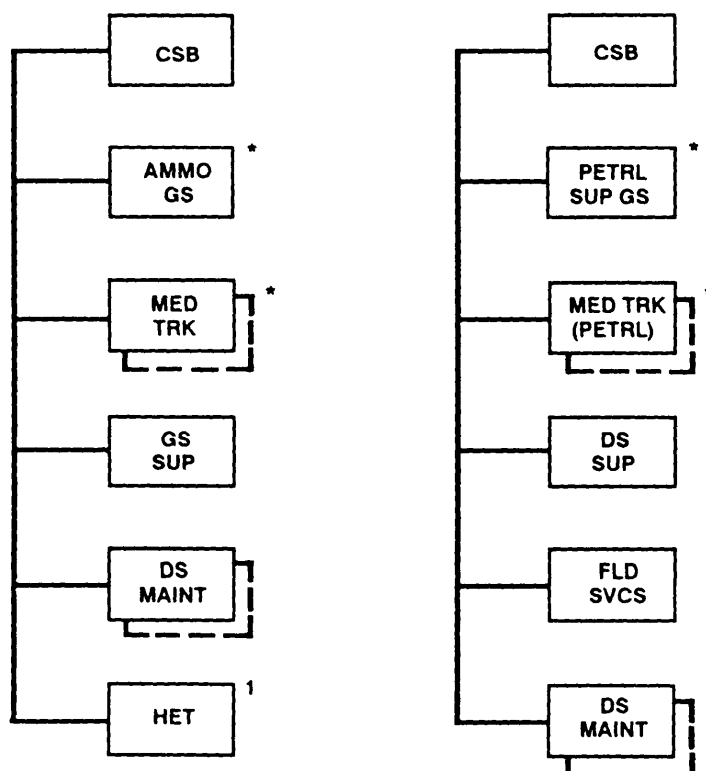 CSB
AMMO *
GS
MED *
TRK
GS
SUP
DS
MAINT
HET 1
CSB
PETRL *
SUP GS
MED TRK
(PETRL)
DS
SUP
FLD
SVCS
DS
MAINT